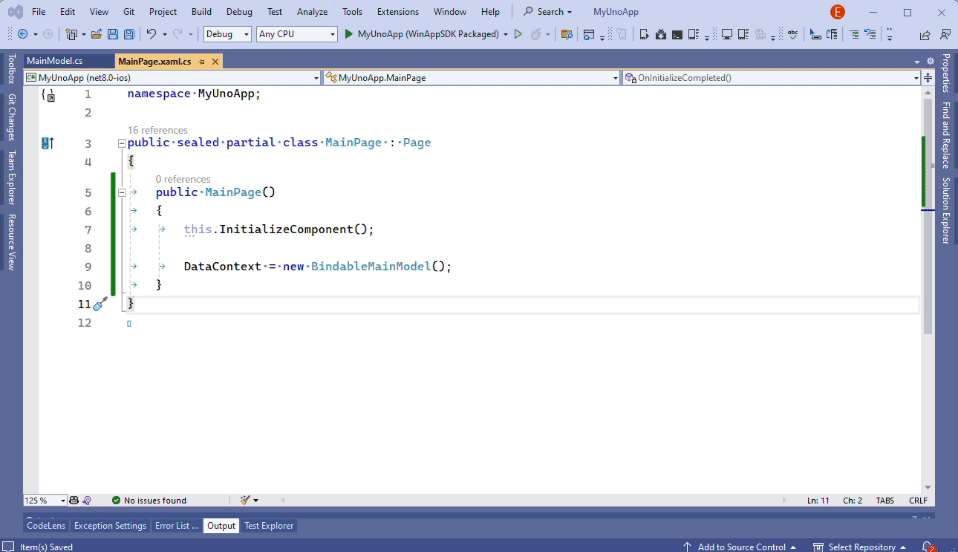 File Edit View Git Project Build Debug Test Analyze Tools Extensions Window Help Search MyUnoApp E
Debug Any CPU MyUnoApp (WinAppSDK Packaged)
MainModel.cs MainPage.xaml.cs
MyUnoApp (net8.0-ios) MyUnoApp.MainPage OnInitializeCompleted()
Toolbox
Git Changes
Team Explorer
Resource View
1 namespace MyUnoApp;
2
16 references
3 public sealed partial class MainPage : Page
4 {
0 references
5 public MainPage()
6 {
7 this.InitializeComponent();
8
9 DataContext = new BindableMainModel();
10 }
11 }
12
Properties
Find and Replace
Solution Explorer
125 % No issues found Ln: 11 Ch: 2 TABS CRLF
CodeLens Exception Settings Error List ... Output Test Explorer
Item(s) Saved Add to Source Control Select Repository 2